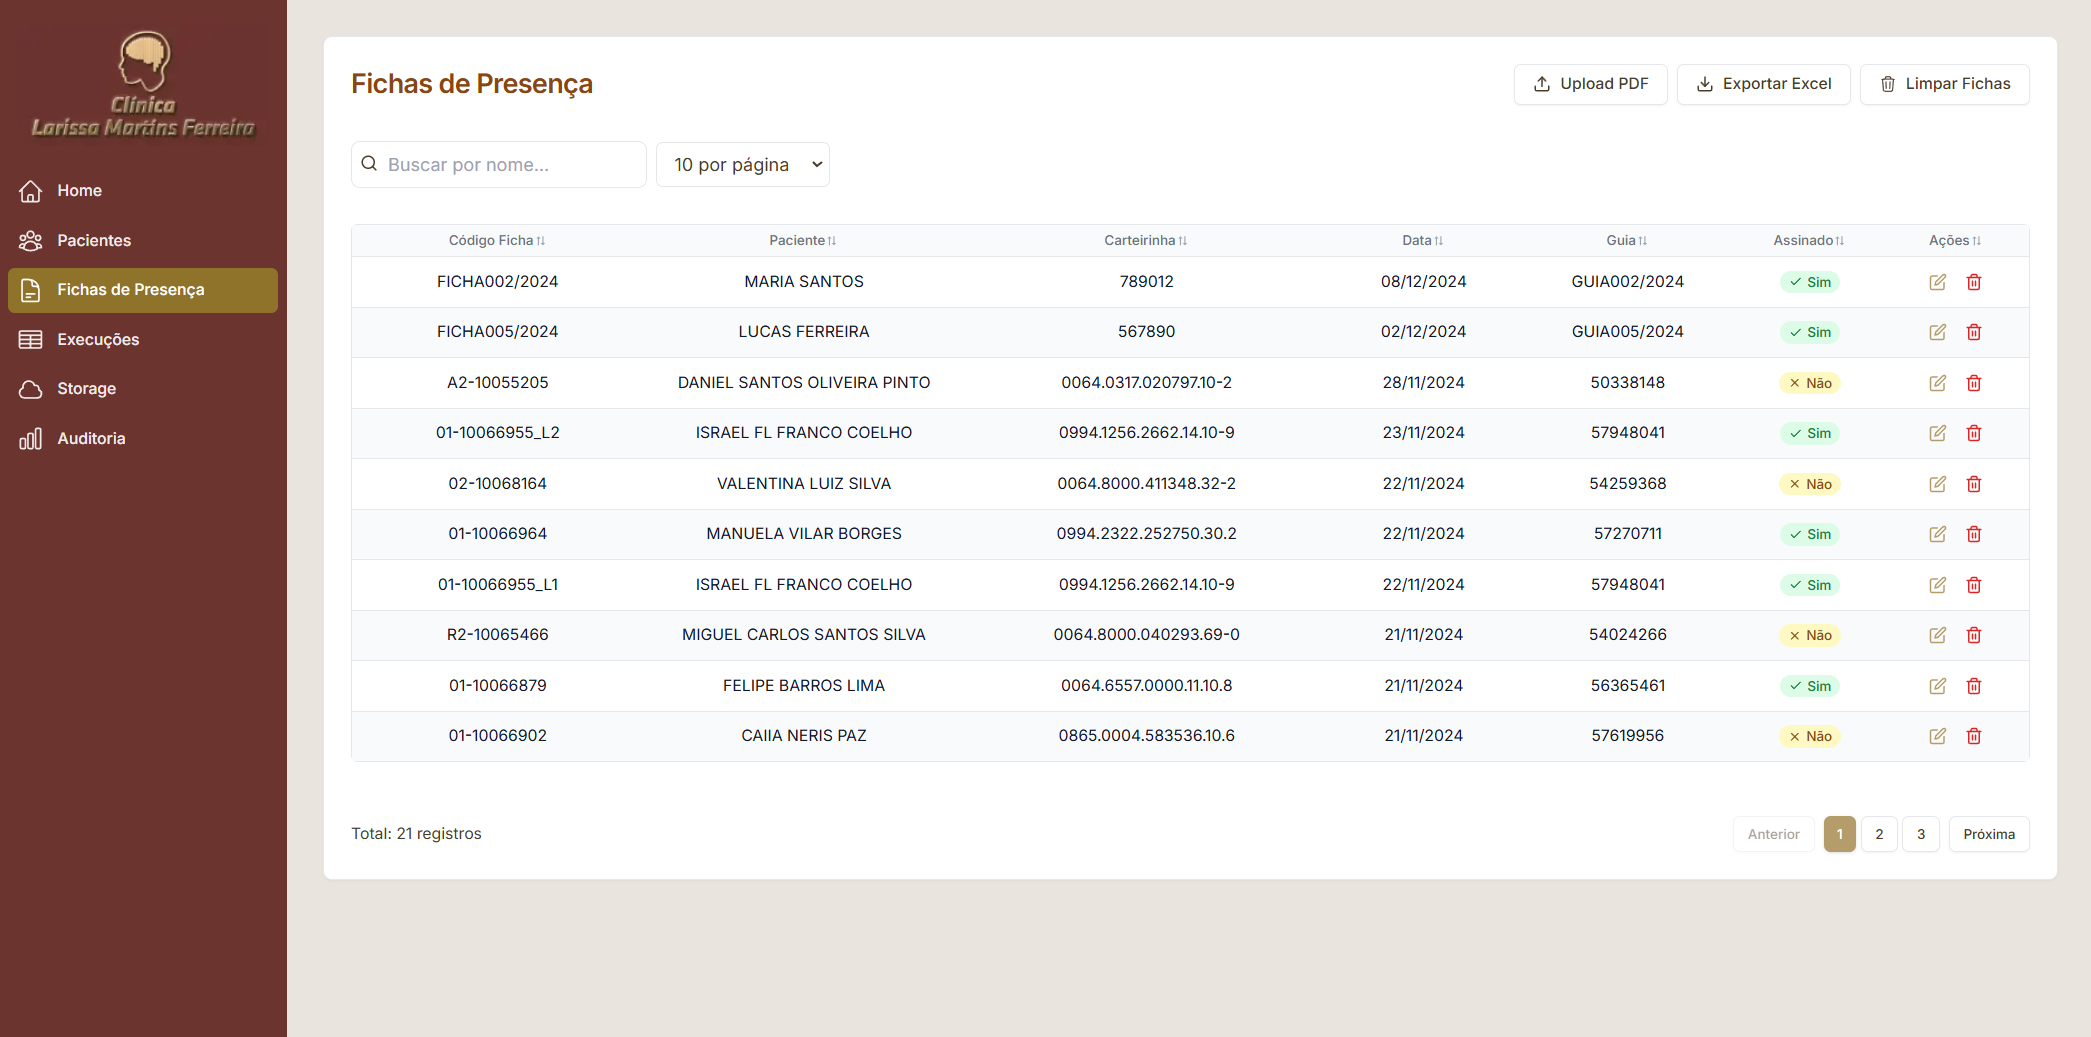 Clínica
Larissa Martins Ferreira
Home
Pacientes
Fichas de Presença
Execuções
Storage
Auditoria
Fichas de Presença
Upload PDF
Exportar Excel
Limpar Fichas
Buscar por nome...
10 por página
Código Ficha Paciente Carteirinha Data Guia Assinado Ações
FICHA002/2024 MARIA SANTOS 789012 08/12/2024 GUIA002/2024 Sim
FICHA005/2024 LUCAS FERREIRA 567890 02/12/2024 GUIA005/2024 Sim
A2-10055205 DANIEL SANTOS OLIVEIRA PINTO 0064.0317.020797.10-2 28/11/2024 50338148 Não
01-10066955_L2 ISRAEL FL FRANCO COELHO 0994.1256.2662.14.10-9 23/11/2024 57948041 Sim
02-10068164 VALENTINA LUIZ SILVA 0064.8000.411348.32-2 22/11/2024 54259368 Não
01-10066964 MANUELA VILAR BORGES 0994.2322.252750.30.2 22/11/2024 57270711 Sim
01-10066955_L1 ISRAEL FL FRANCO COELHO 0994.1256.2662.14.10-9 22/11/2024 57948041 Sim
R2-10065466 MIGUEL CARLOS SANTOS SILVA 0064.8000.040293.69-0 21/11/2024 54024266 Não
01-10066879 FELIPE BARROS LIMA 0064.6557.0000.11.10.8 21/11/2024 56365461 Sim
01-10066902 CAIIA NERIS PAZ 0865.0004.583536.10.6 21/11/2024 57619956 Não
Total: 21 registros
Anterior 1 2 3 Próxima